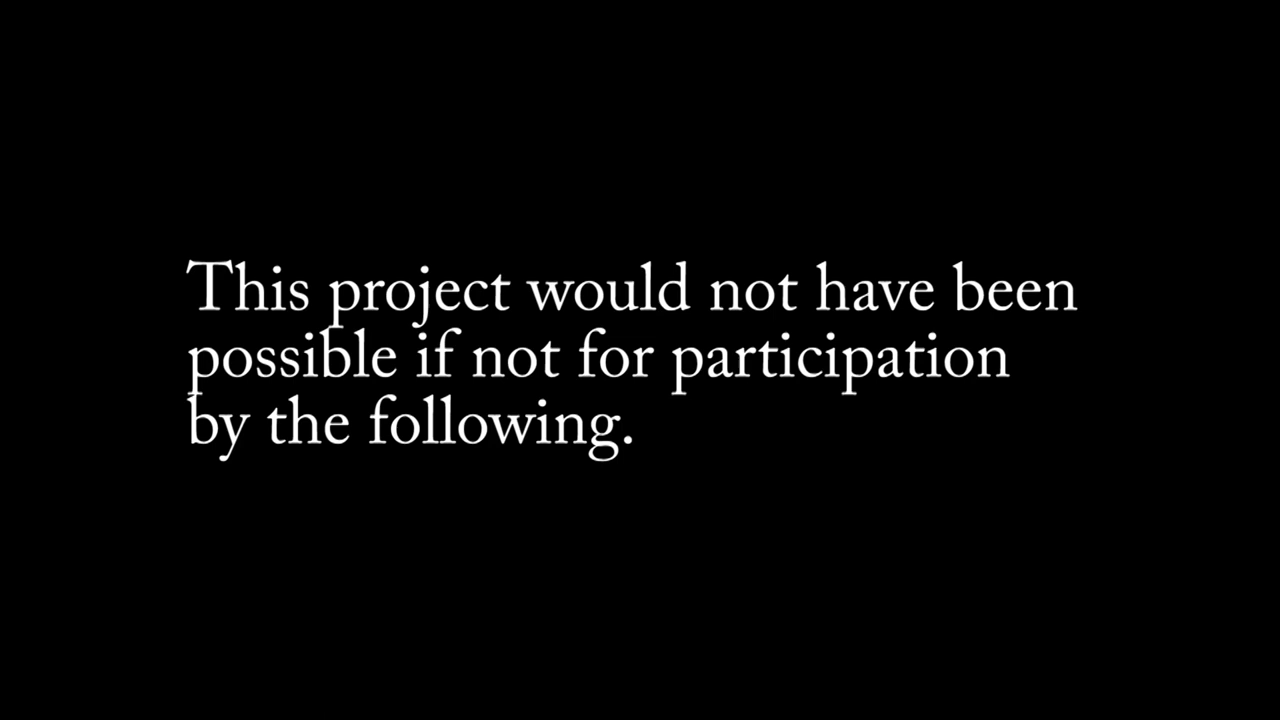 This project would not have been
possible if not for participation
by the following.